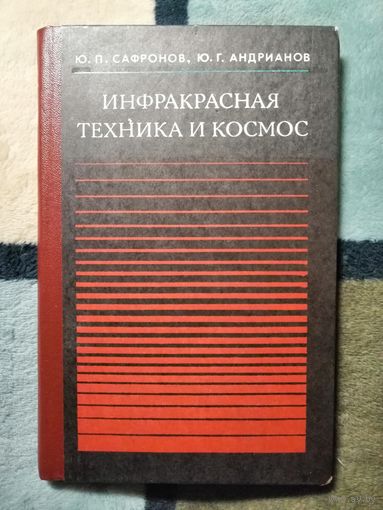 Ю. П. САФРОНОВ, Ю. Г. АНДРИАНОВ
ИНФРАКРАСНАЯ
ТЕХНИКА И КОСМОС